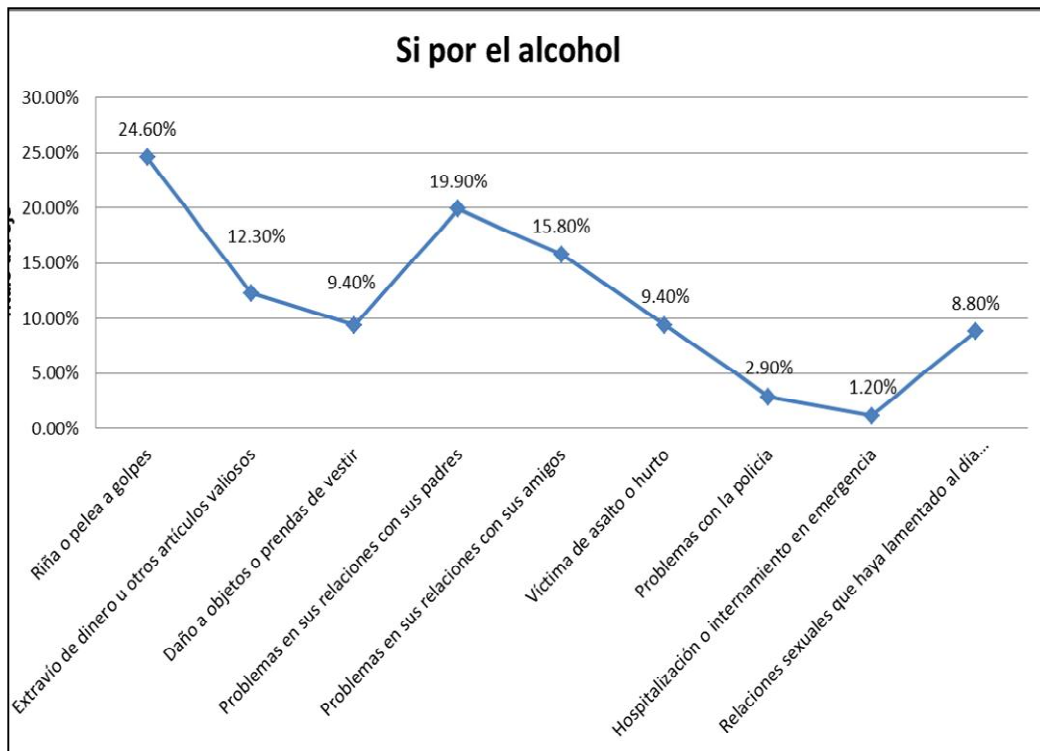 Si por el alcohol
30.00%
25.00%
20.00%
15.00%
10.00%
5.00%
0.00%
24.60%
12.30%
9.40%
19.90%
15.80%
9.40%
2.90%
1.20%
8.80%
Riña o pelea a golpes
Extravío de dinero u otros artículos valiosos
Daño a objetos o prendas de vestir
Problemas en sus relaciones con sus padres
Problemas en sus relaciones con sus amigos
Víctima de asalto o hurto
Problemas con la policía
Hospitalización o internamiento en emergencia
Relaciones sexuales que haya lamentado al día...